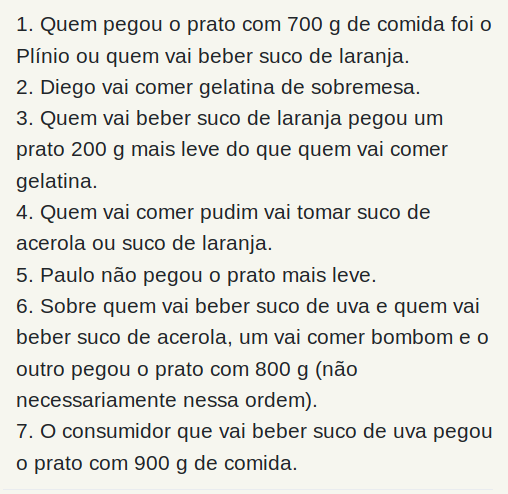 1. Quem pegou o prato com 700 g de comida foi o
Plínio ou quem vai beber suco de laranja.
2. Diego vai comer gelatina de sobremesa.
3. Quem vai beber suco de laranja pegou um
prato 200 g mais leve do que quem vai comer
gelatina.
4. Quem vai comer pudim vai tomar suco de
acerola ou suco de laranja.
5. Paulo não pegou o prato mais leve.
6. Sobre quem vai beber suco de uva e quem vai
beber suco de acerola, um vai comer bombom e o
outro pegou o prato com 800 g (não
necessariamente nessa ordem).
7. O consumidor que vai beber suco de uva pegou
o prato com 900 g de comida.